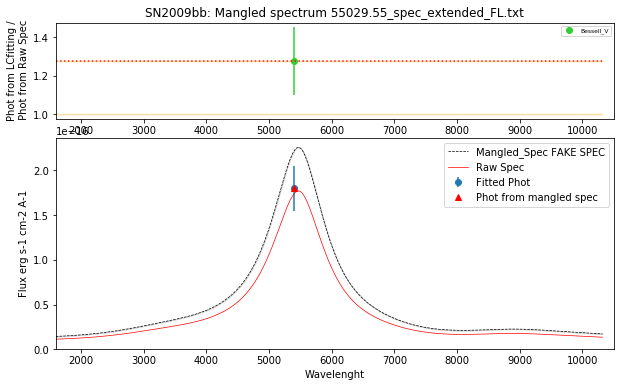 SN2009bb: Mangled spectrum 55029.55_spec_extended_FL.txt
Phot from LCfitting /
Phot from Raw Spec
1.4
1.2
1.0
Bessell_V
2000 3000 4000 5000 6000 7000 8000 9000 10000
1e−16
Flux erg s-1 cm-2 A-1
2.0
1.5
1.0
0.5
0.0
Mangled_Spec FAKE SPEC
Raw Spec
Fitted Phot
Phot from mangled spec
2000 3000 4000 5000 6000 7000 8000 9000 10000
Wavelenght